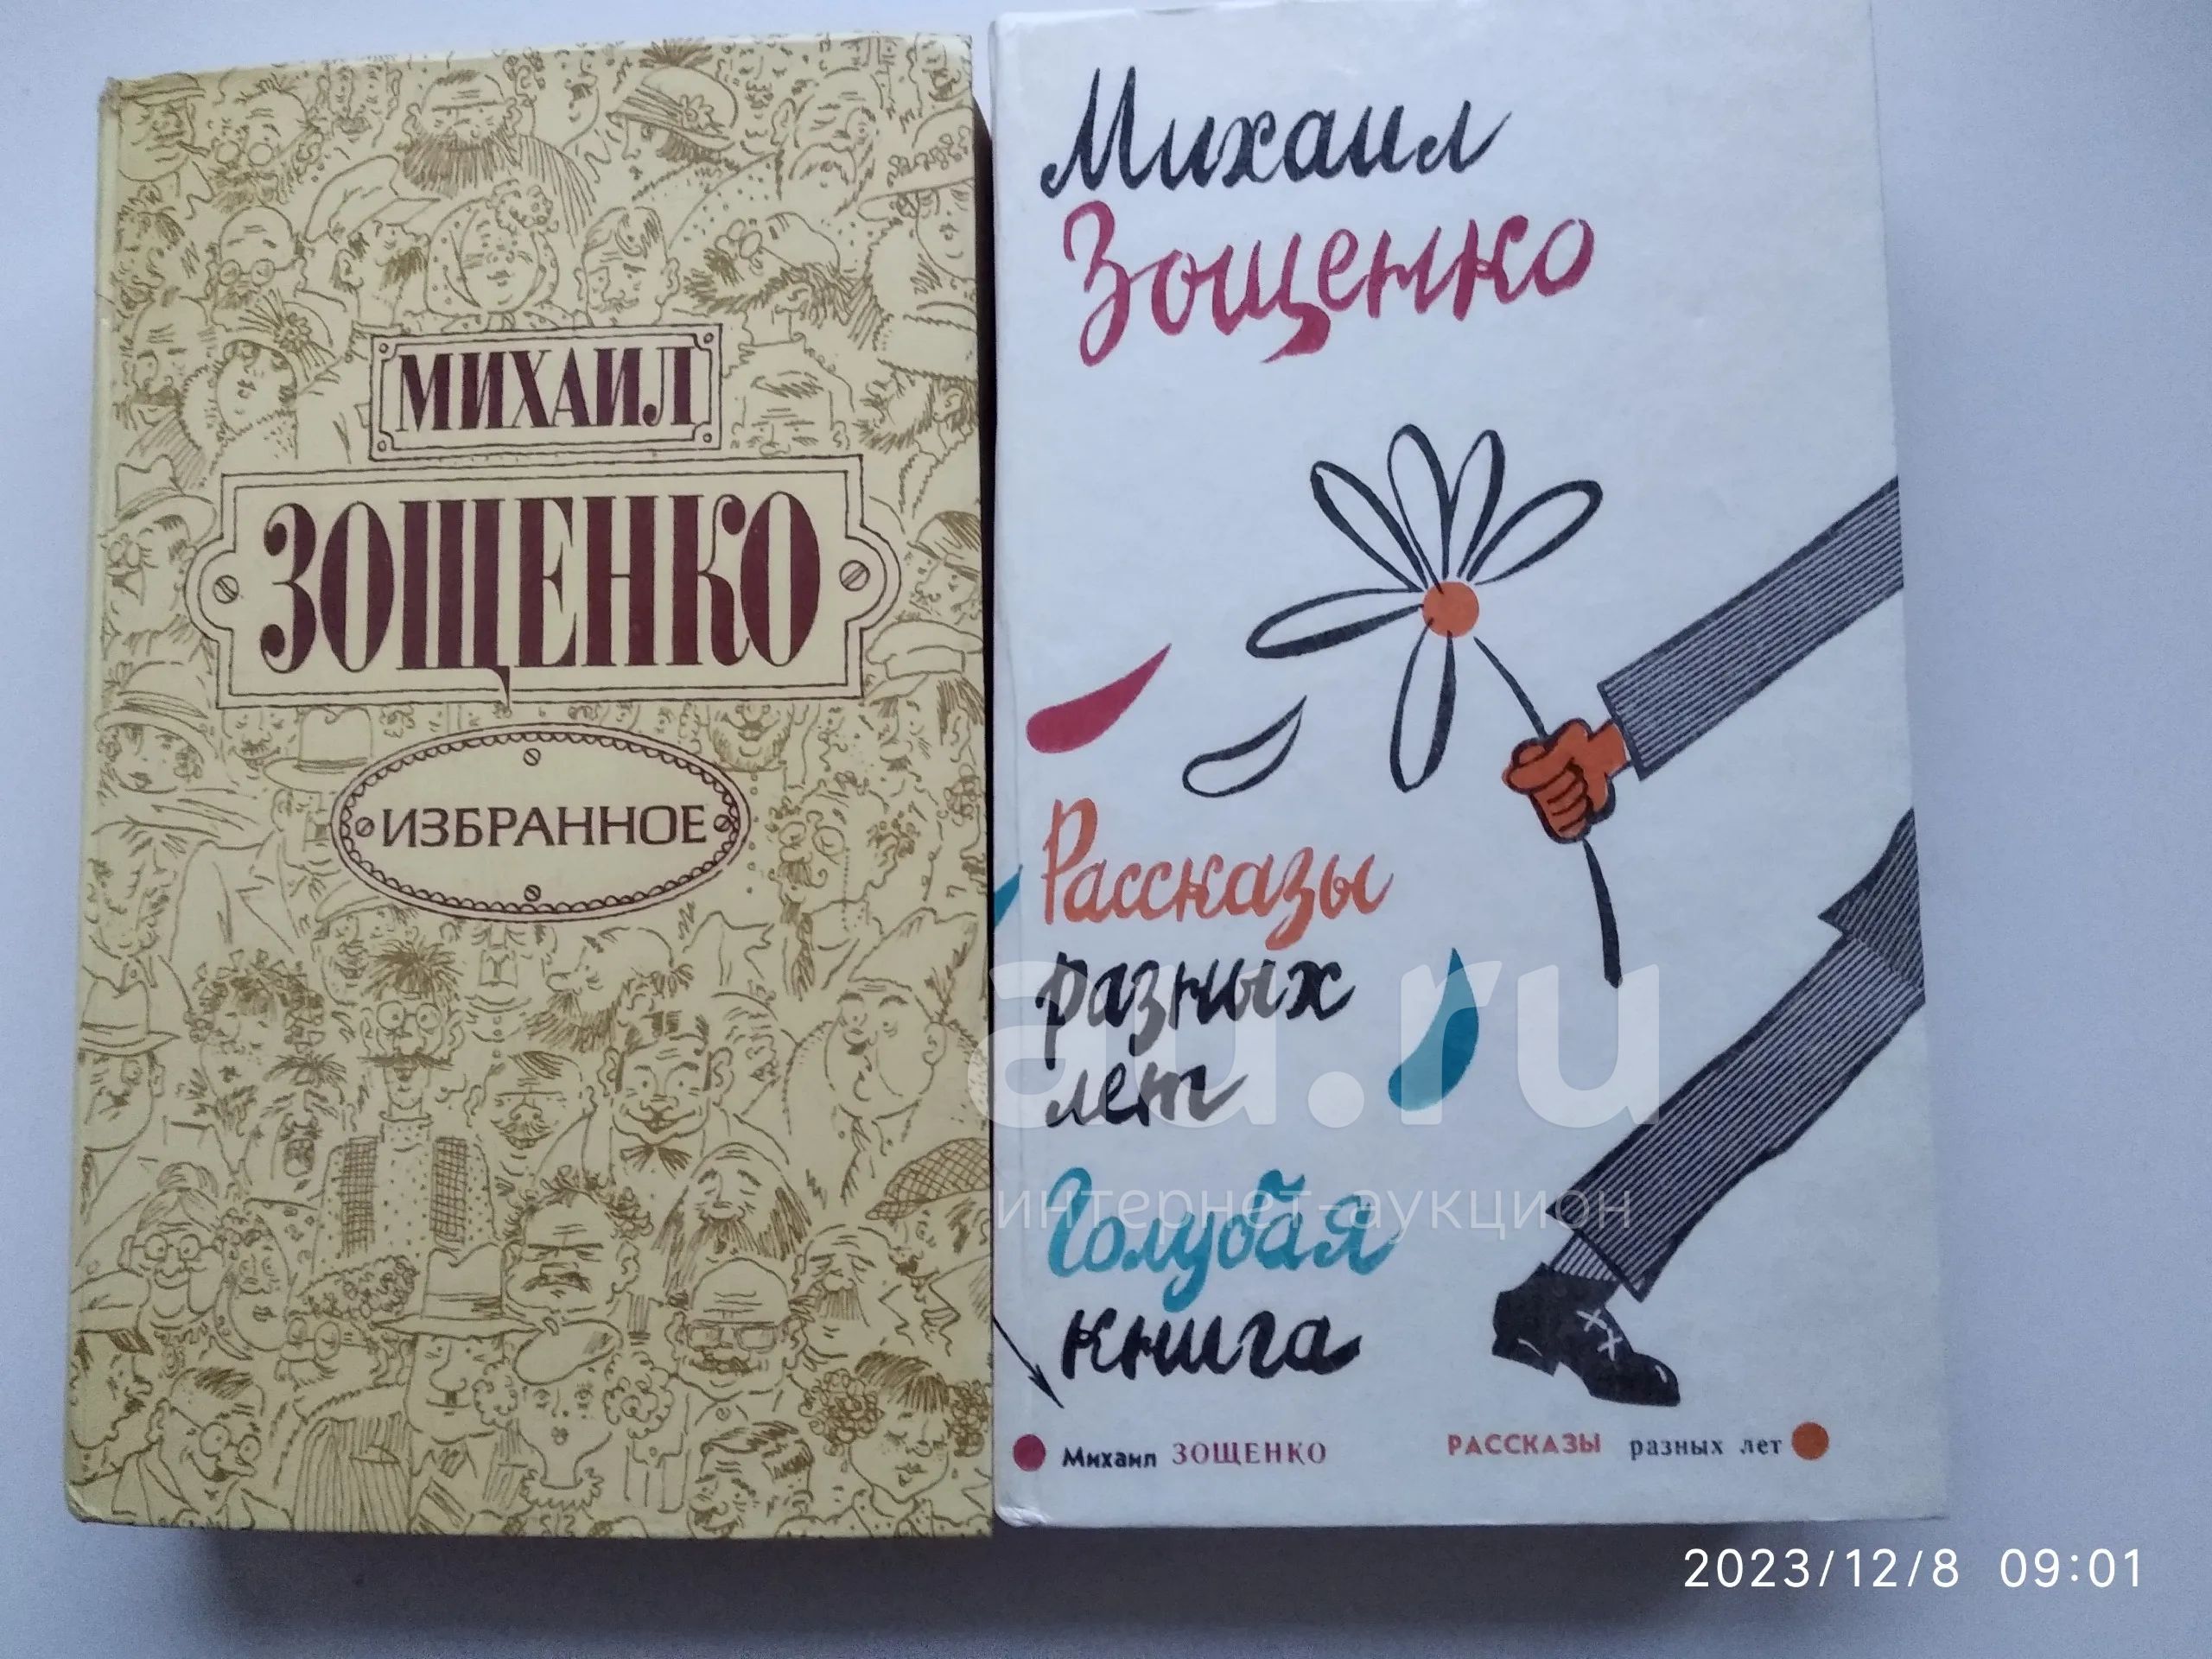 МИХАИЛ
ЗОЩЕНКО
ИЗБРАННОЕ
Михаил
Зощенко
Рассказы
разных
лет
Голубая
книга
Михаил ЗОЩЕНКО
РАССКАЗЫ разных лет
au.ru
интернет-аукцион
2023/12/8 09:01